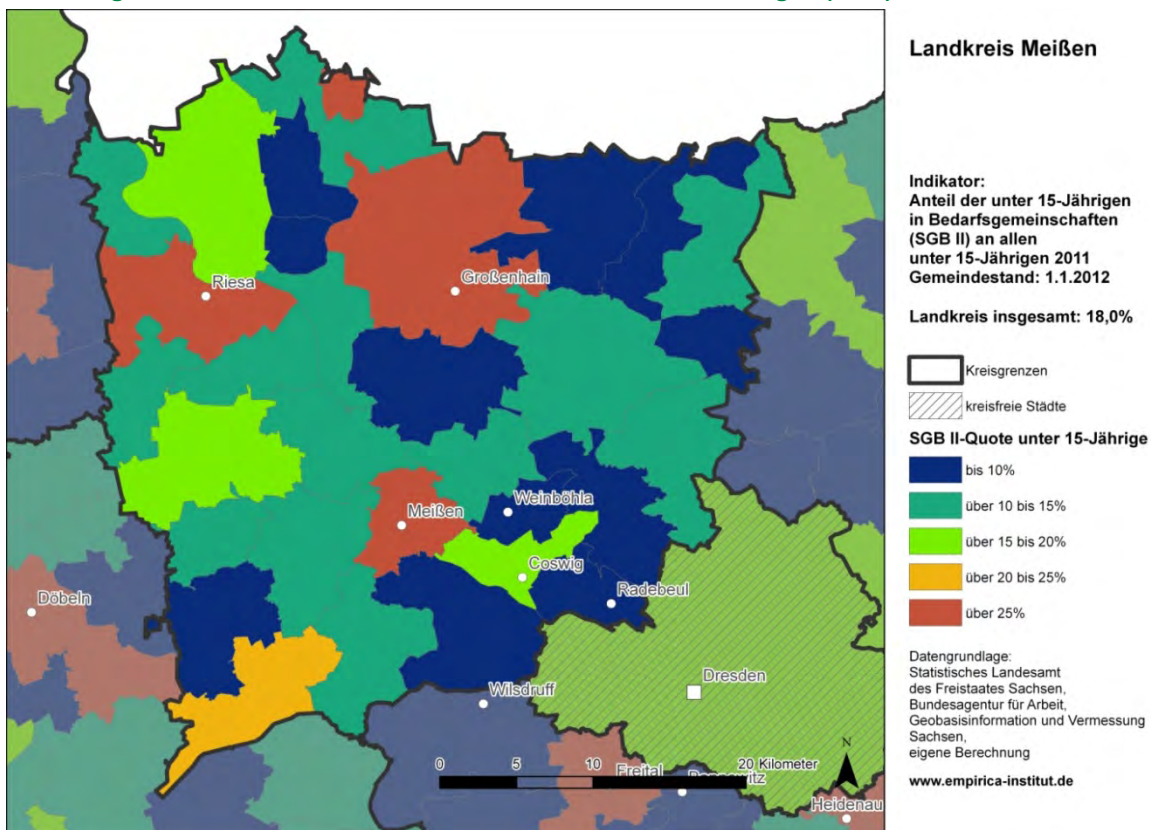 Landkreis Meißen
Indikator:
Anteil der unter 15-Jährigen
in Bedarfsgemeinschaften
(SGB II) an allen
unter 15-Jährigen 2011
Gemeindestand: 1.1.2012
Landkreis insgesamt: 18,0%
Kreisgrenzen
kreisfreie Städte
SGB II-Quote unter 15-Jährige
bis 10%
über 10 bis 15%
über 15 bis 20%
über 20 bis 25%
über 25%
Datengrundlage:
Statistisches Landesamt
des Freistaates Sachsen,
Bundesagentur für Arbeit,
Geobasisinformation und Vermessung
Sachsen,
eigene Berechnung
www.empirica-institut.de
Riesa
Großenhain
Weinböhla
Meißen
Coswig
Radebeul
Döbeln
Dresden
Wilsdruff
Freital
Heidenau
N
0 5 10 20 Kilometer